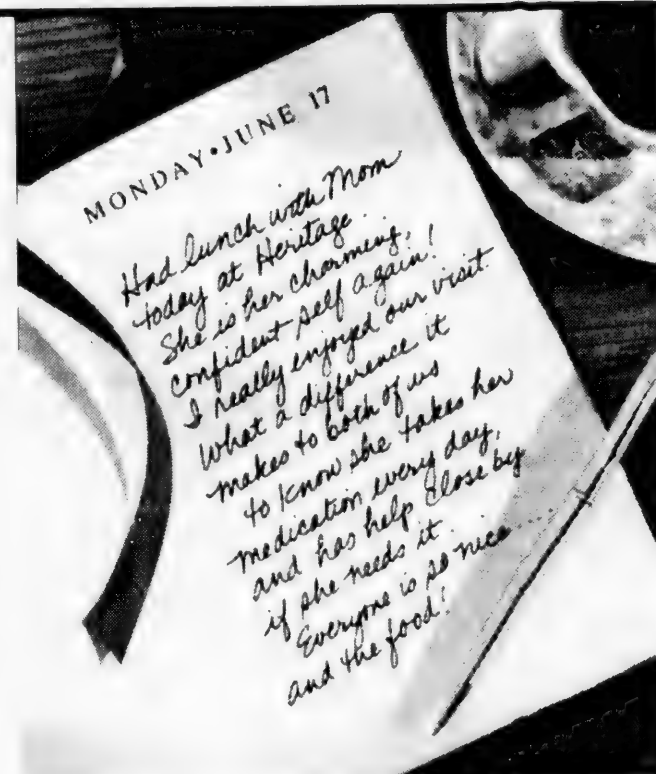 MONDAY•JUNE 17
Had lunch with Mom
today at Heritage.
She is her charming,
confident self again!
I really enjoyed our visit.
What a difference it
makes to both of us
to know she takes her
medication every day,
and has help close by
if she needs it.
Everyone is so nice
and the food!